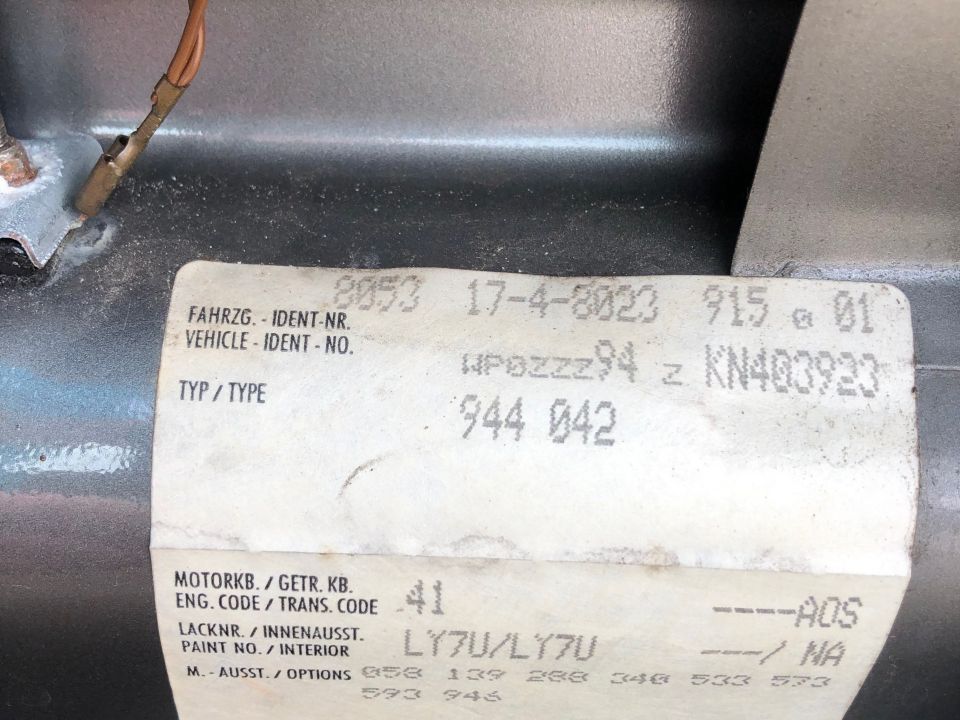 8053 17-4-8023 915 @ 01
FAHRZG. - IDENT-NR.
VEHICLE - IDENT - NO.
WP0ZZZ94 Z KN403923
TYP / TYPE
944 042
MOTORKB. / GETR. KB.
ENG. CODE / TRANS. CODE 41 ----AOS
LACKNR. / INNENAUSST.
PAINT NO. / INTERIOR LY7U/LY7U ---/ NA
M. - AUSST. / OPTIONS 058 139 288 340 533 573
593 946